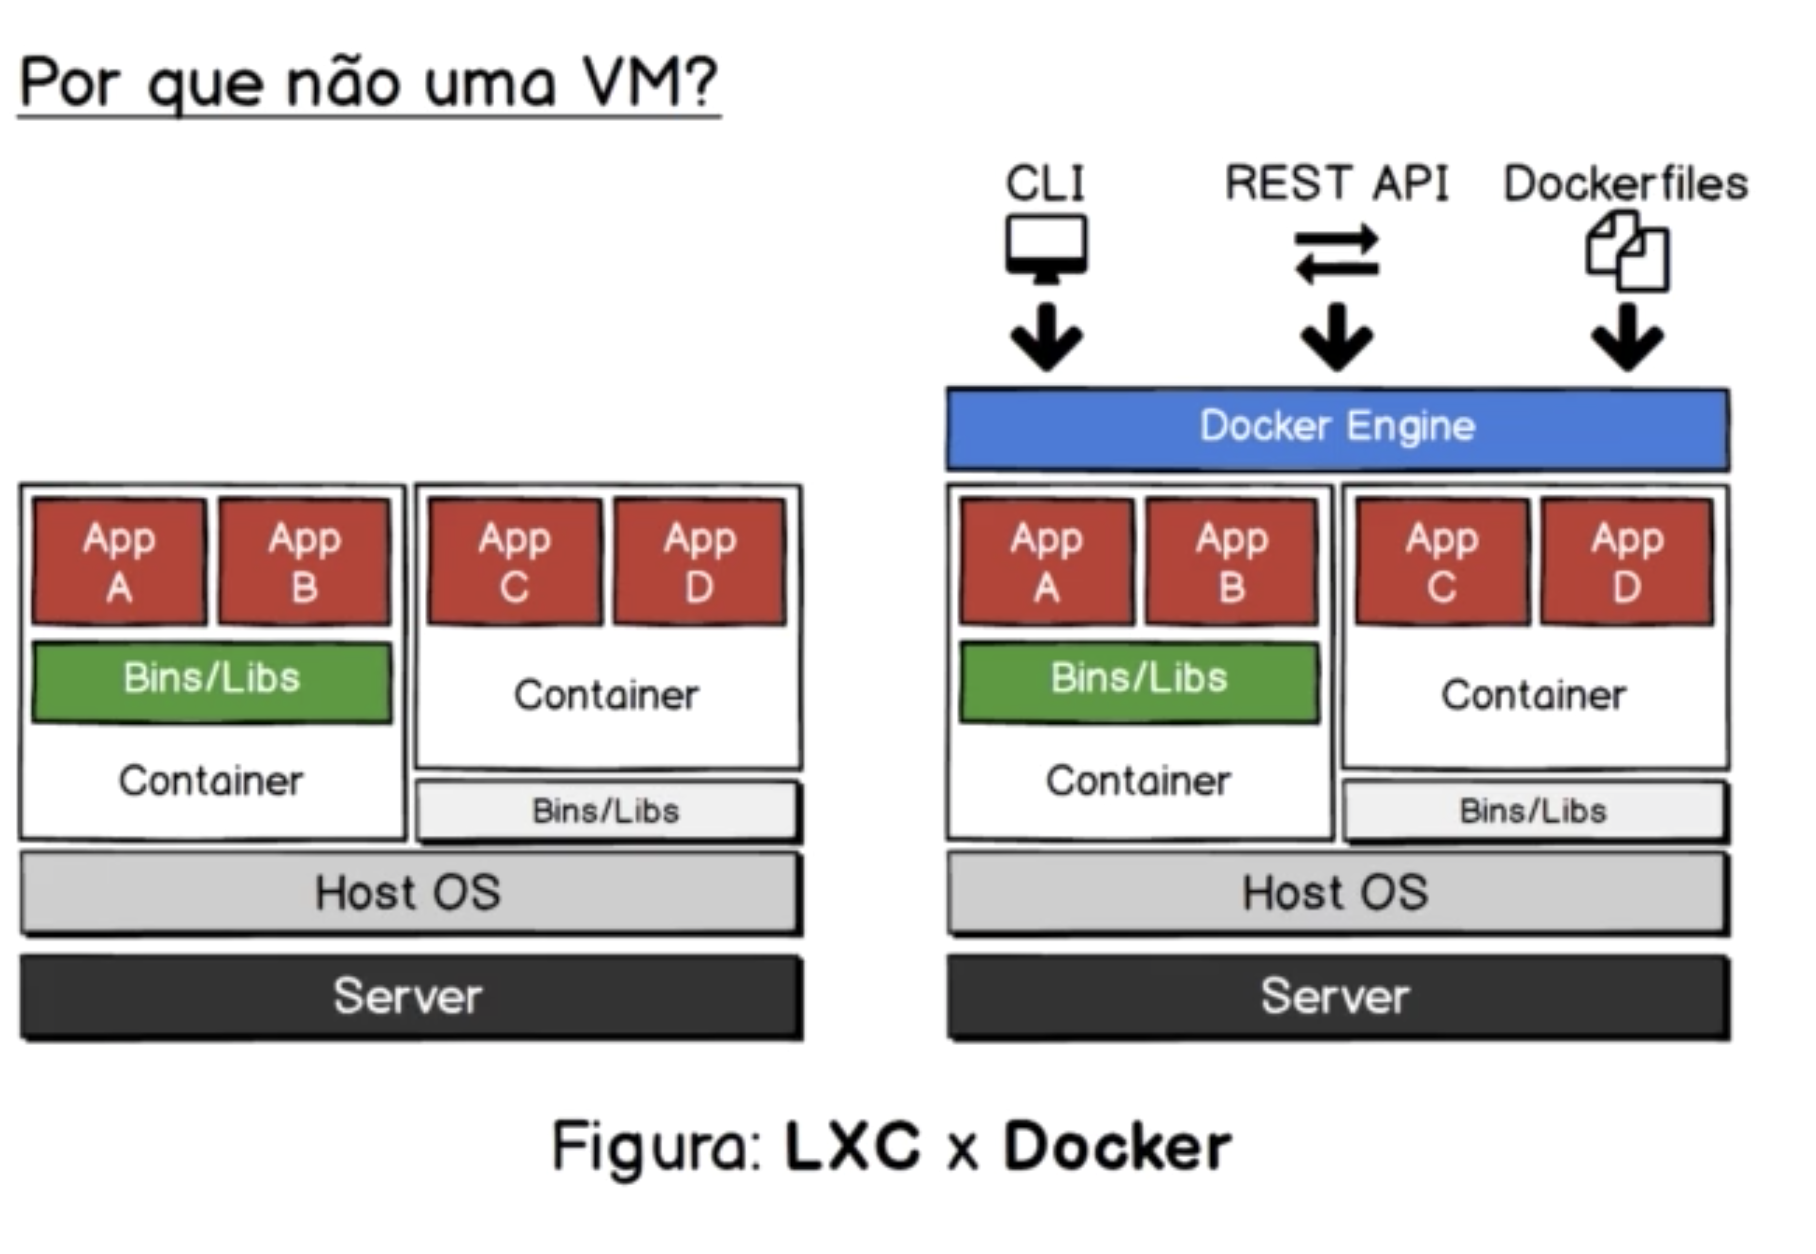 Por que não uma VM?
CLI
REST API
Dockerfiles
Docker Engine
App
A
App
B
App
C
App
D
Bins/Libs
Container
Container
Bins/Libs
Host OS
Server
App
A
App
B
App
C
App
D
Bins/Libs
Container
Container
Bins/Libs
Host OS
Server
Figura: LXC x Docker